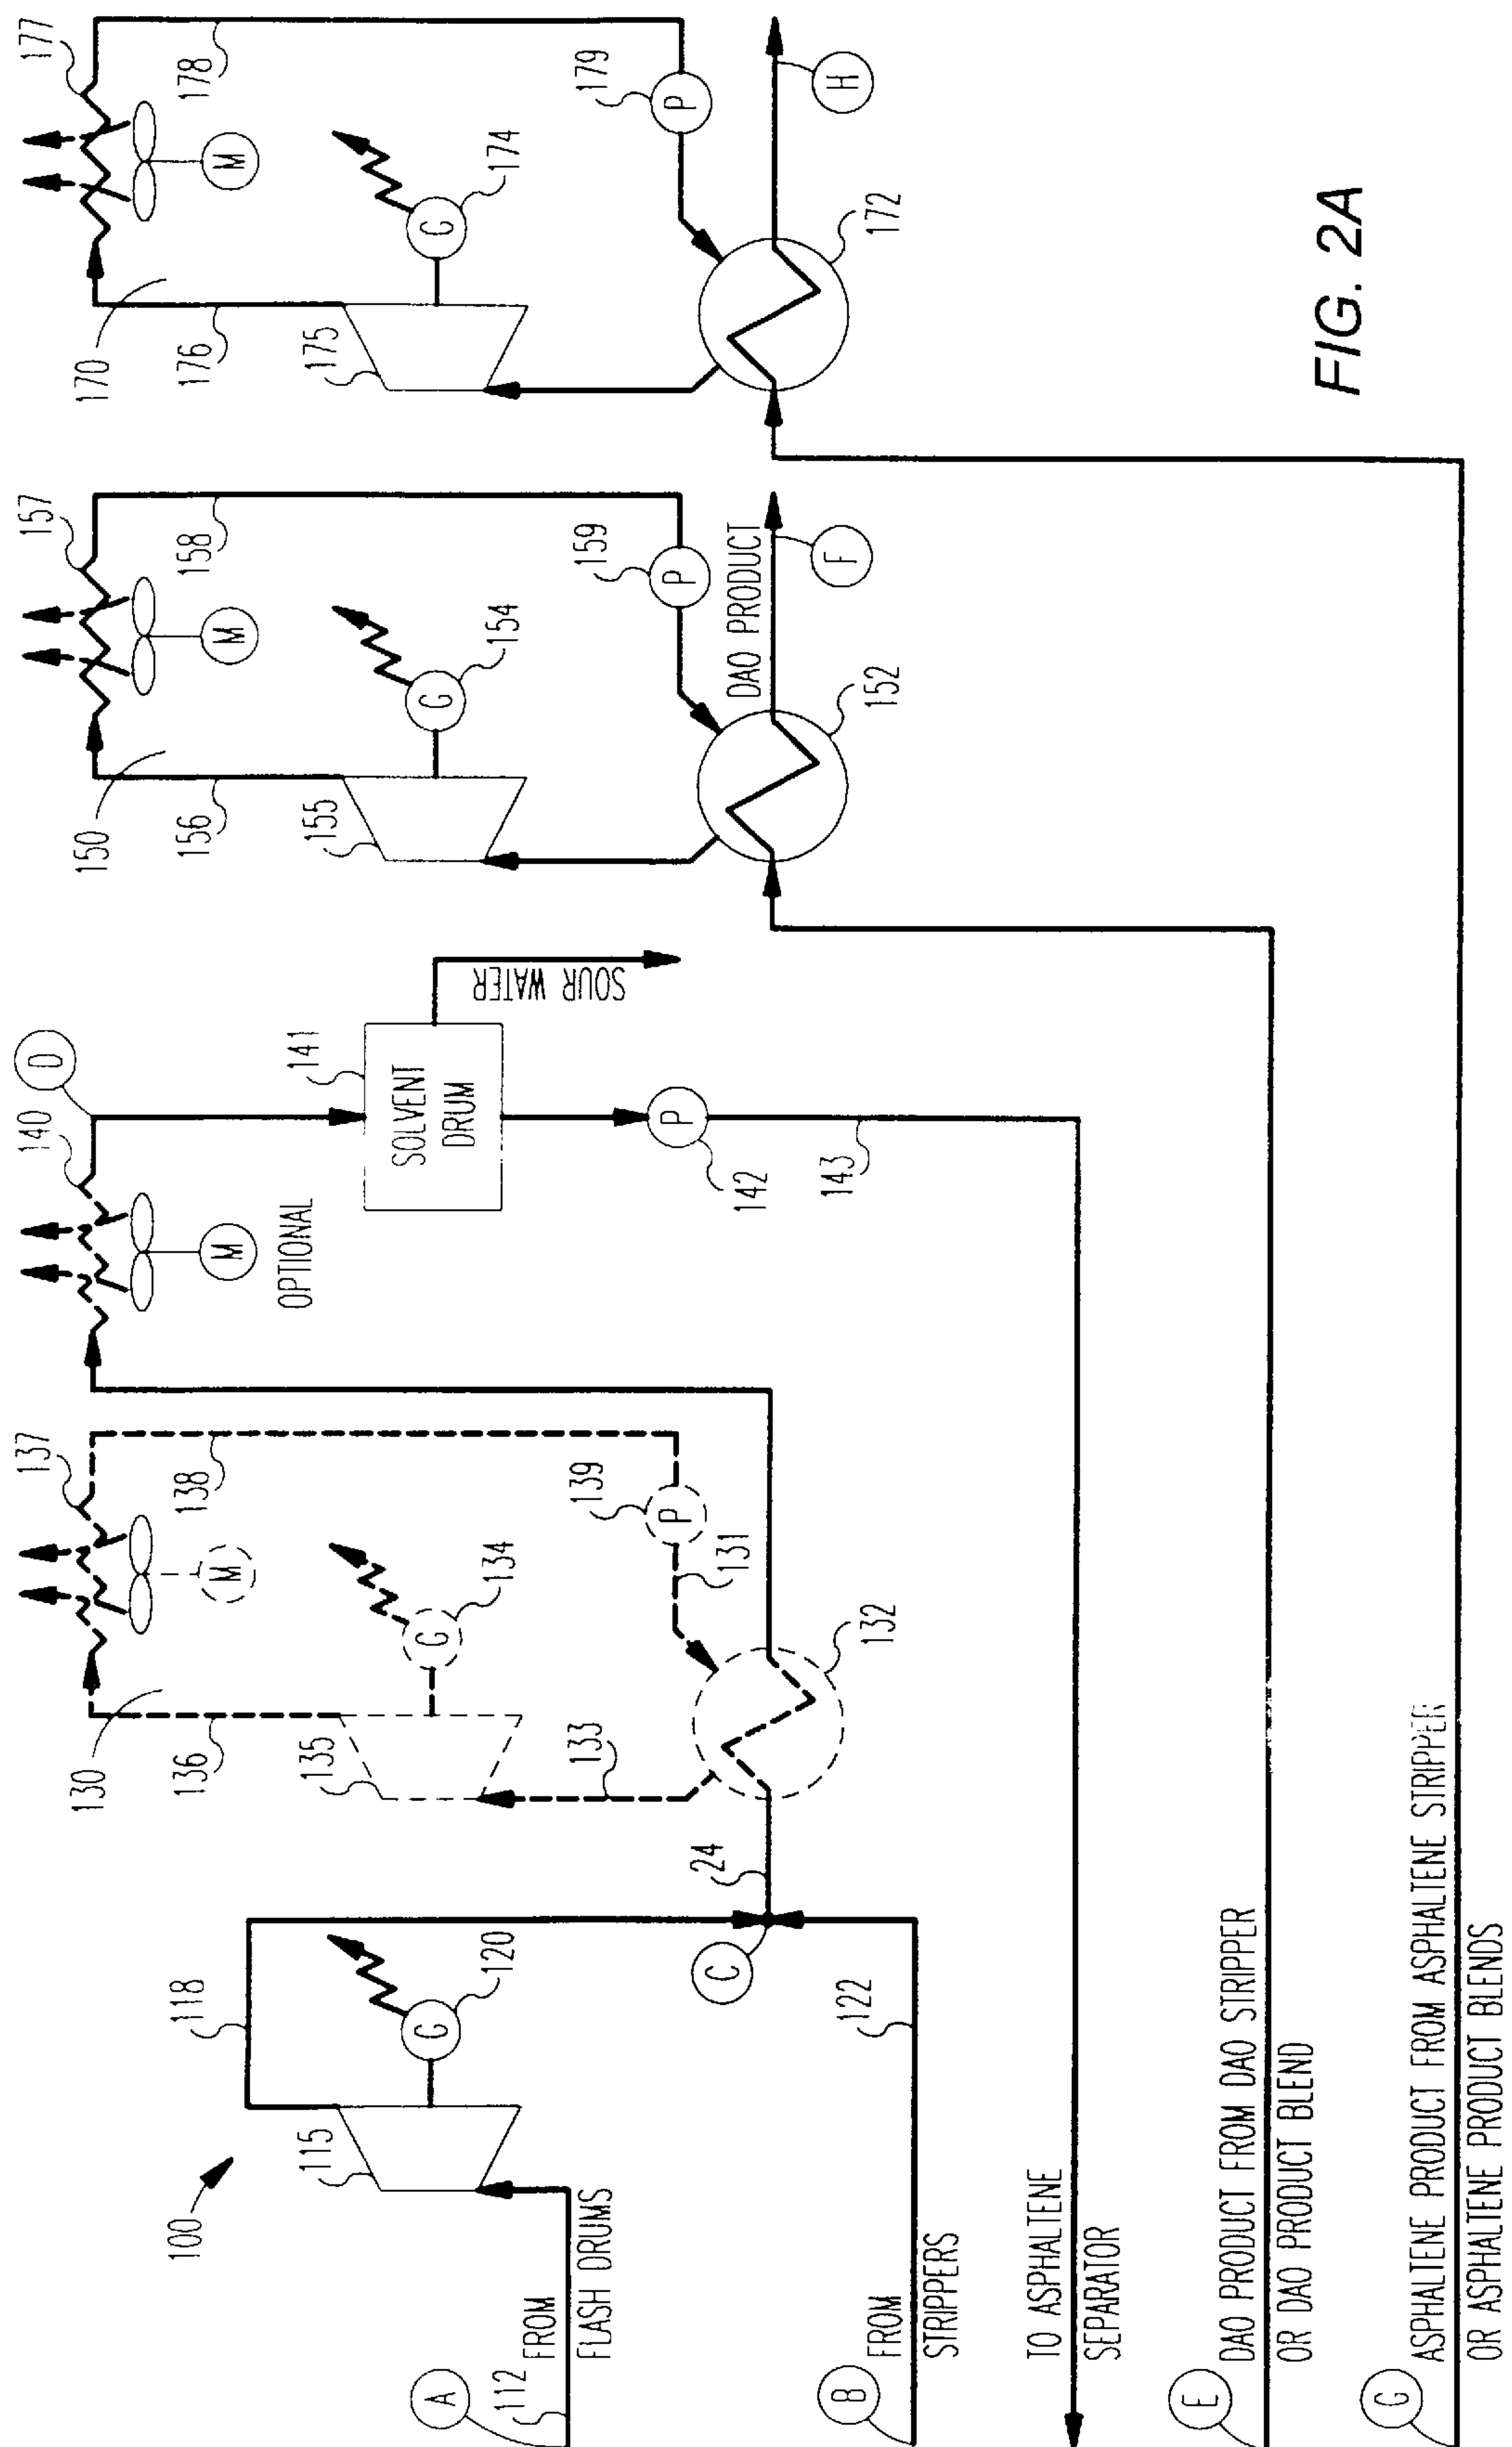 100
A
112
FROM
FLASH DRUMS
115
118
G
120
B
FROM
STRIPPERS
122
C
24
130
136
135
133
137
M
138
G
134
139
P
131
132
140
M
OPTIONAL
D
141
SOLVENT
DRUM
SOUR WATER
P
142
143
TO ASPHALTENE
SEPARATOR
150
156
155
157
M
158
G
154
159
P
DAO PRODUCT
F
152
170
176
175
177
M
178
G
174
179
P
H
172
E
DAO PRODUCT FROM DAO STRIPPER
OR DAO PRODUCT BLEND
G
ASPHALTENE PRODUCT FROM ASPHALTENE STRIPPER
OR ASPHALTENE PRODUCT BLENDS
FIG. 2A